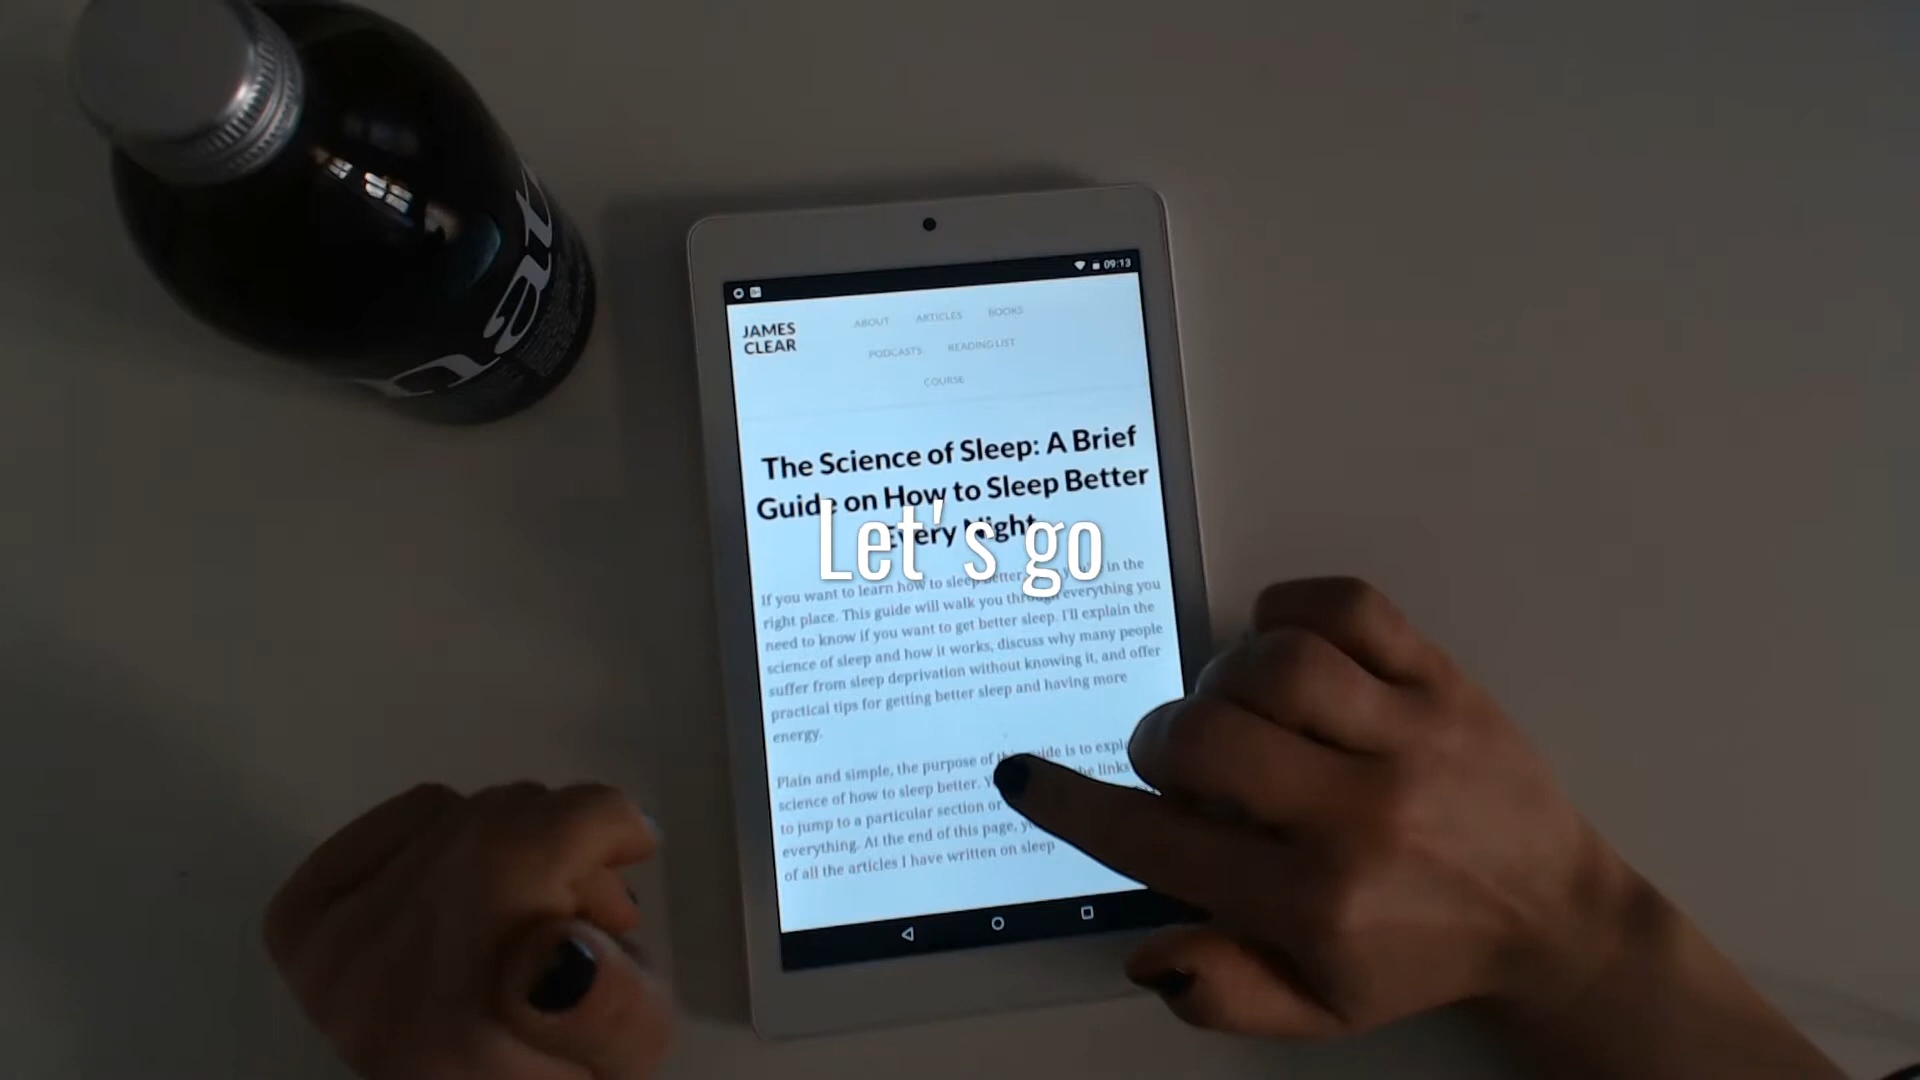 mat
09:13
JAMES
CLEAR
ABOUT ARTICLES BOOKS
PODCASTS READING LIST
COURSE
The Science of Sleep: A Brief
Guide on How to Sleep Better
Every Night
Let's go
If you want to learn how to sleep better in the
right place. This guide will walk you through everything you
need to know if you want to get better sleep. I'll explain the
science of sleep and how it works, discuss why many people
suffer from sleep deprivation without knowing it, and offer
practical tips for getting better sleep and having more
energy.
Plain and simple, the purpose of this guide is to
science of how to sleep better. the links
to jump to a particular section or
everything. At the end of this page,
of all the articles I have written on sleep